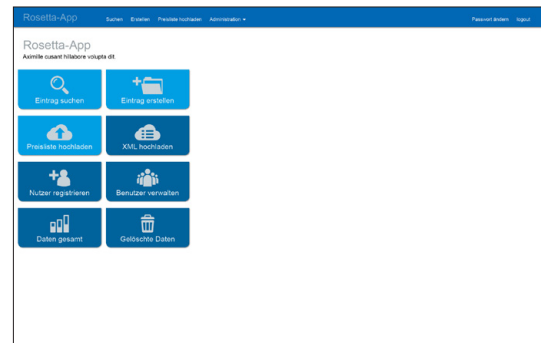 Rosetta-App Suchen Erstellen Preisliste hochladen Administration Passwort ändern logout
Rosetta-App
Aximille cusant hillabore volupta dit.
Eintrag suchen Eintrag erstellen
Preisliste hochladen XML hochladen
Nutzer registrieren Benutzer verwalten
Daten gesamt Gelöschte Daten